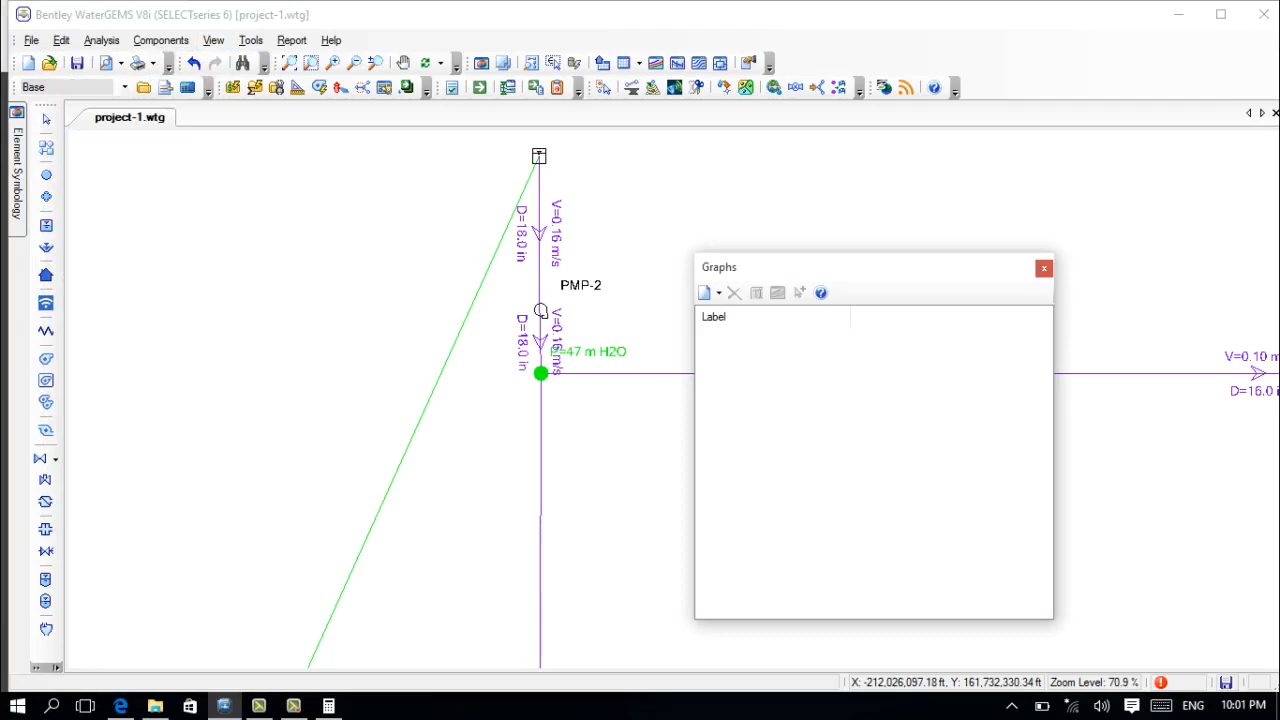 Bentley WaterGEMS V8i (SELECTseries 6) [project-1.wtg]
File Edit Analysis Components View Tools Report Help
Base
project-1.wtg
Element Symbology
D=18.0 in
V=0.16 m/s
PMP-2
D=18.0 in
V=0.16 m/s
=47 m H2O
V=0.10 m
D=16.0 i
Graphs
Label
X: -212,026,097.18 ft, Y: 161,732,330.34 ft Zoom Level: 70.9 %
ENG 10:01 PM